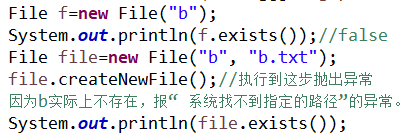 File f=new File("b");
System.out.println(f.exists());//false
File file=new File("b", "b.txt");
file.createNewFile();//执行到这步抛出异常
因为b实际上不存在，报“ 系统找不到指定的路径”的异常。
System.out.println(file.exists());